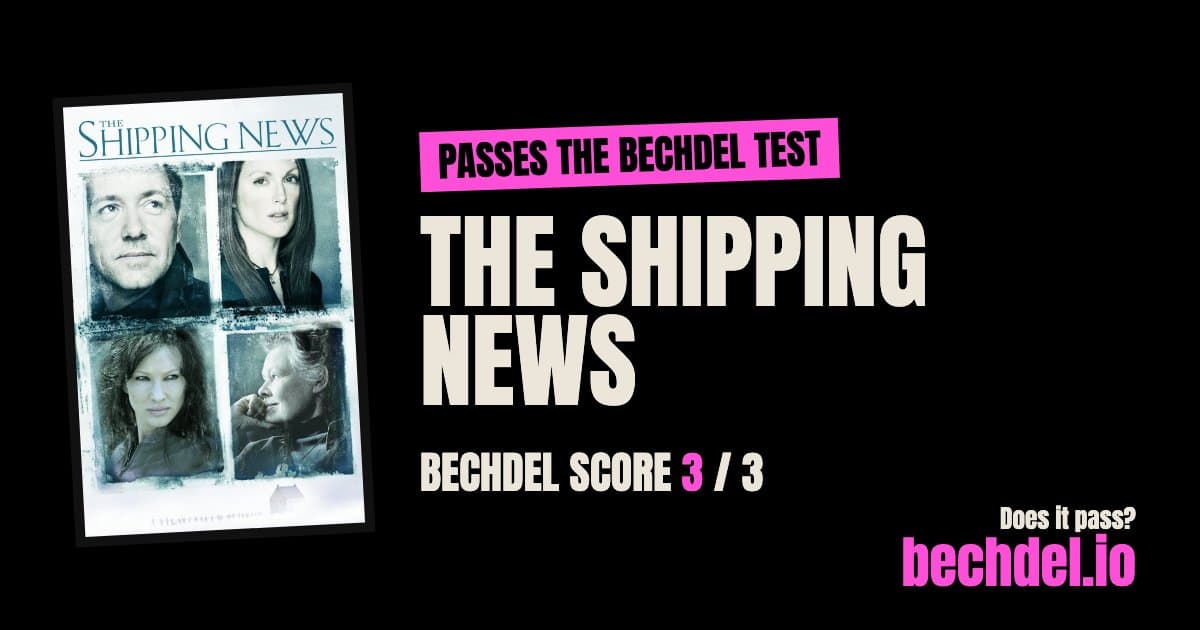 THE
SHIPPING NEWS
PASSES THE BECHDEL TEST
THE SHIPPING
NEWS
BECHDEL SCORE 3 / 3
Does it pass?
bechdel.io